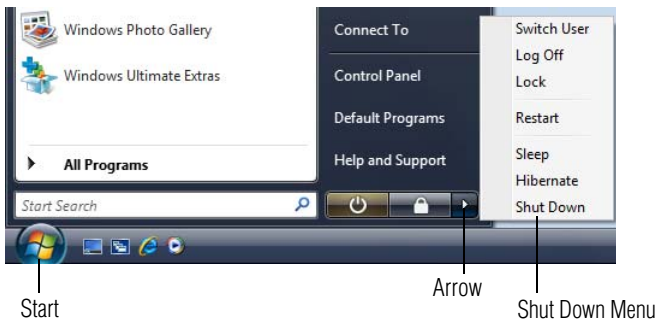 Windows Photo Gallery
Windows Ultimate Extras
All Programs
Start Search
Connect To
Control Panel
Default Programs
Help and Support
Switch User
Log Off
Lock
Restart
Sleep
Hibernate
Shut Down
Start
Arrow
Shut Down Menu